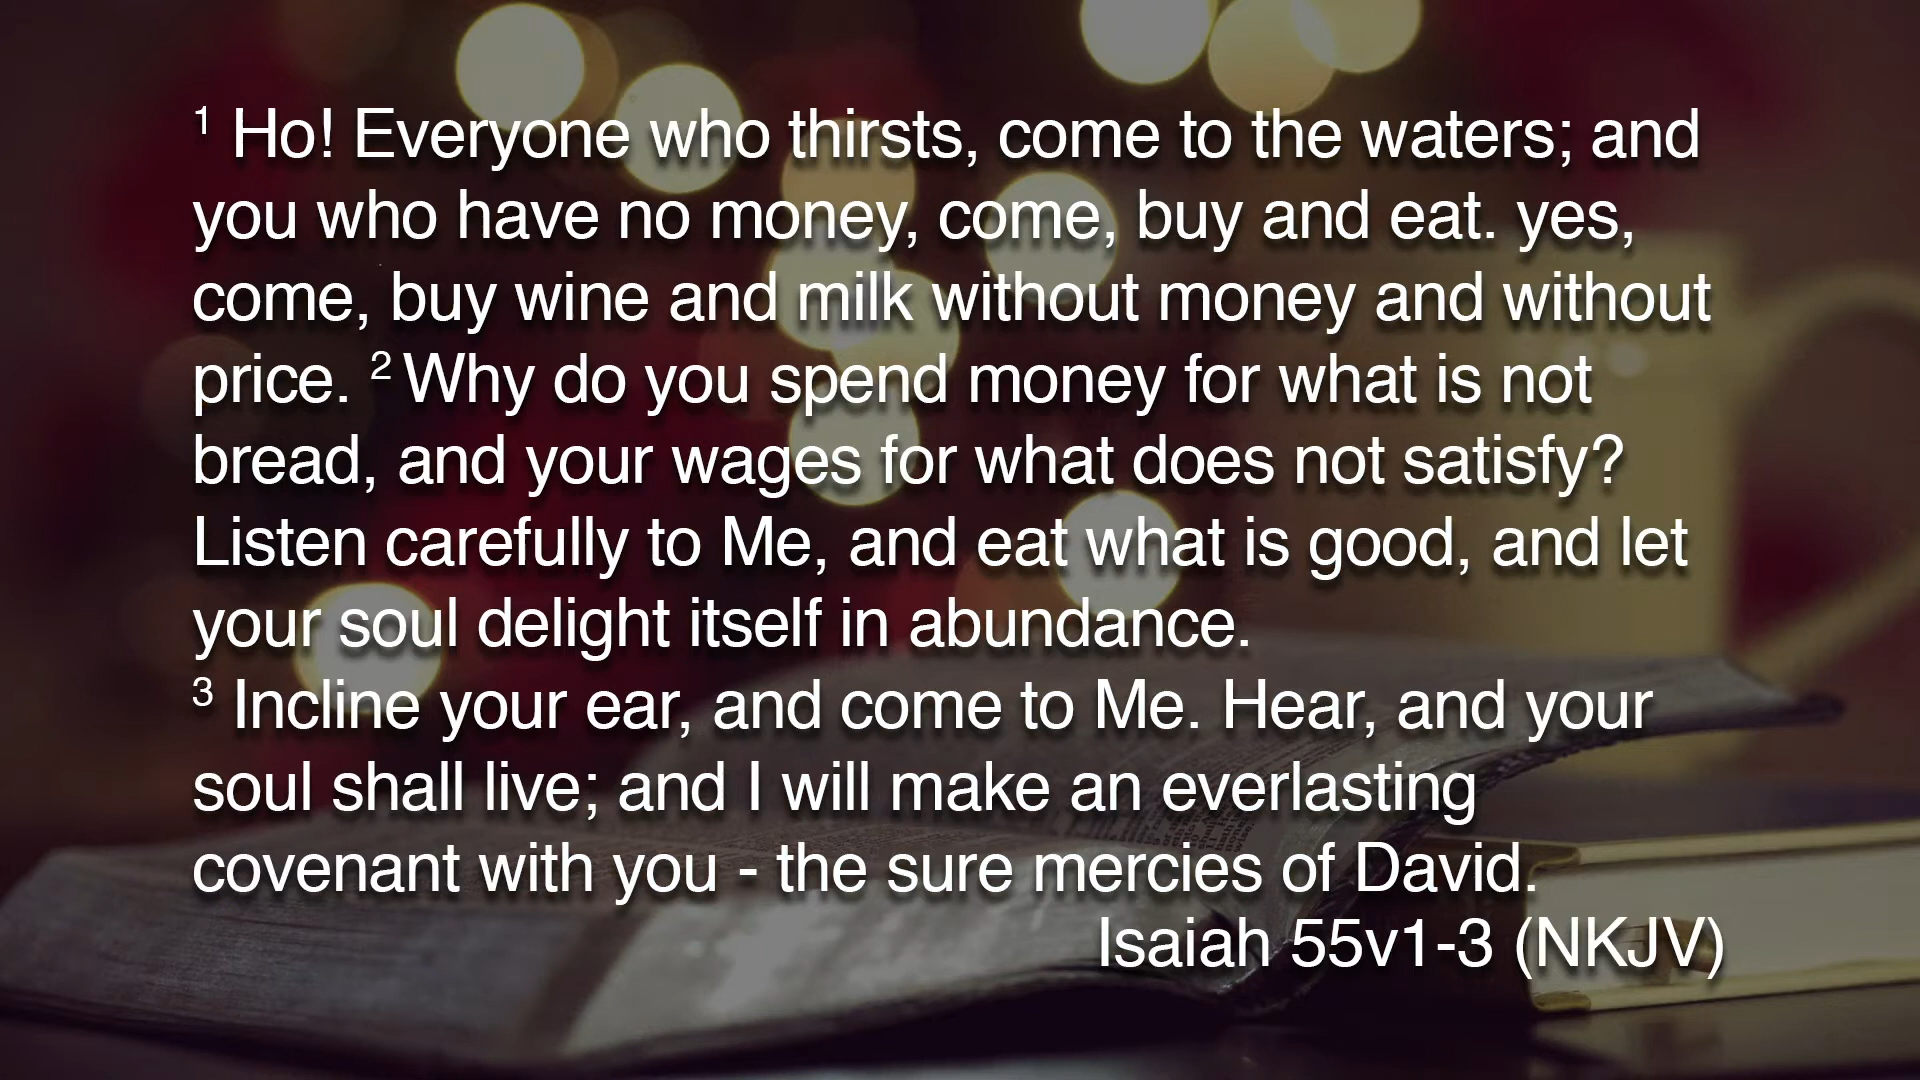 1 Ho! Everyone who thirsts, come to the waters; and
you who have no money, come, buy and eat. yes,
come, buy wine and milk without money and without
price. 2 Why do you spend money for what is not
bread, and your wages for what does not satisfy?
Listen carefully to Me, and eat what is good, and let
your soul delight itself in abundance.
3 Incline your ear, and come to Me. Hear, and your
soul shall live; and I will make an everlasting
covenant with you - the sure mercies of David.
Isaiah 55v1-3 (NKJV)